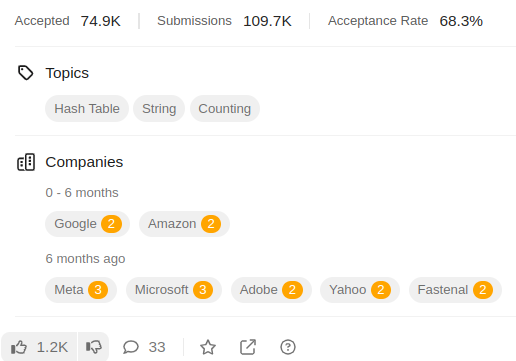 Accepted 74.9K Submissions 109.7K Acceptance Rate 68.3%
Topics
Hash Table String Counting
Companies
0 - 6 months
Google 2 Amazon 2
6 months ago
Meta 3 Microsoft 3 Adobe 2 Yahoo 2 Fastenal 2
1.2K 33 ?